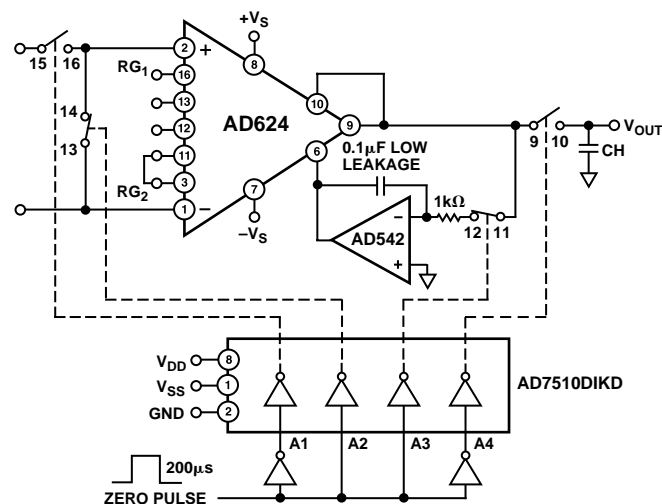 +VS
–VS
15 16
RG1
RG2
14
13
2
+
16
13
12
11
3
1
–
8
10
9
6
7
AD624
0.1µF LOW
LEAKAGE
1kΩ
12 11
AD542
–
+
9 10
VOUT
CH
VDD 8
VSS 1
GND 2
AD7510DIKD
A1 A2 A3 A4
200µs
ZERO PULSE